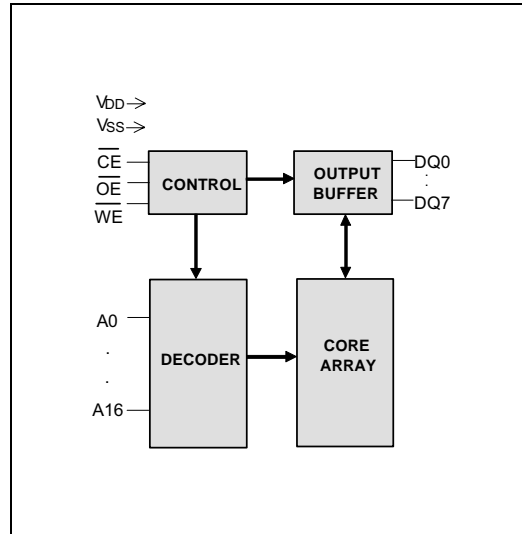 VDD
VSS
CE
OE
WE
CONTROL
OUTPUT
BUFFER
DQ0
.
.
DQ7
A0
.
.
A16
DECODER
CORE
ARRAY